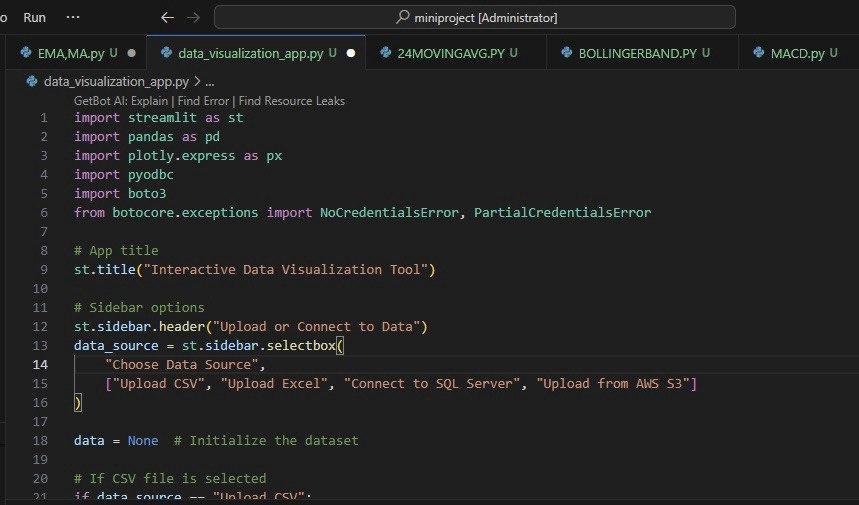 o Run ··· miniproject [Administrator]
EMA,MA.py U data_visualization_app.py U 24MOVINGAVG.PY U BOLLINGERBAND.PY U MACD.py U
data_visualization_app.py > ...
GetBot AI: Explain | Find Error | Find Resource Leaks
1 import streamlit as st
2 import pandas as pd
3 import plotly.express as px
4 import pyodbc
5 import boto3
6 from botocore.exceptions import NoCredentialsError, PartialCredentialsError
7
8 # App title
9 st.title("Interactive Data Visualization Tool")
10
11 # Sidebar options
12 st.sidebar.header("Upload or Connect to Data")
13 data_source = st.sidebar.selectbox(
14 "Choose Data Source",
15 ["Upload CSV", "Upload Excel", "Connect to SQL Server", "Upload from AWS S3"]
16 )
17
18 data = None # Initialize the dataset
19
20 # If CSV file is selected
21 if data_source == "Upload CSV":